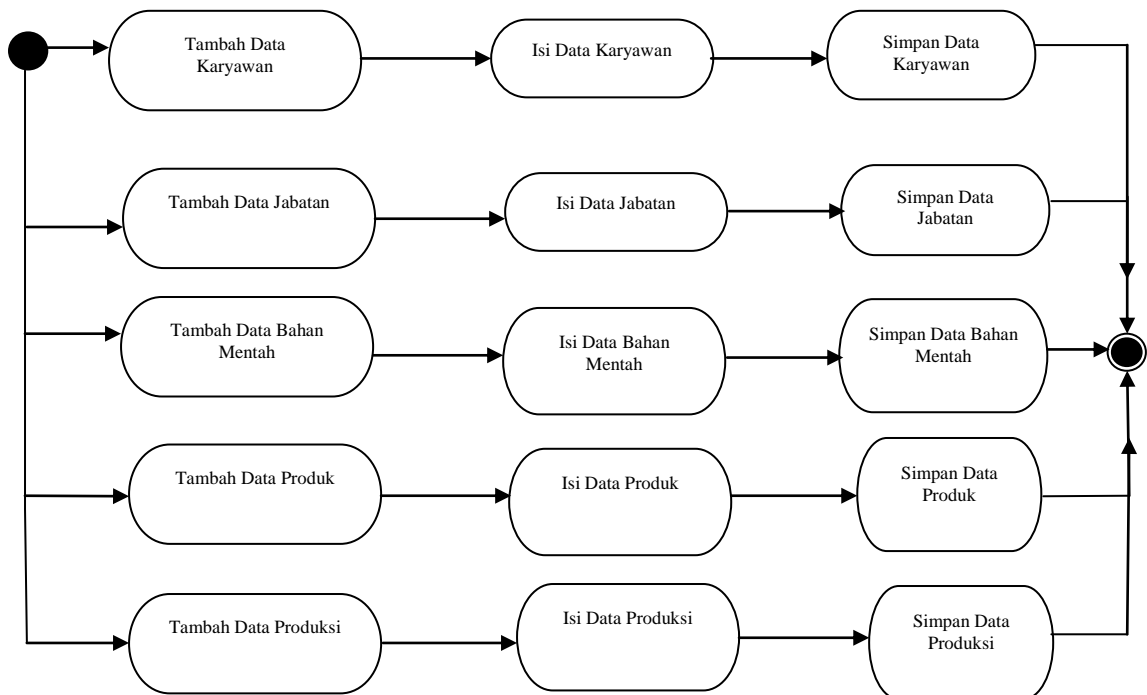 Tambah Data
Karyawan
Isi Data Karyawan
Simpan Data
Karyawan
Tambah Data Jabatan
Isi Data Jabatan
Simpan Data
Jabatan
Tambah Data Bahan
Mentah
Isi Data Bahan
Mentah
Simpan Data Bahan
Mentah
Tambah Data Produk
Isi Data Produk
Simpan Data
Produk
Tambah Data Produksi
Isi Data Produksi
Simpan Data
Produksi